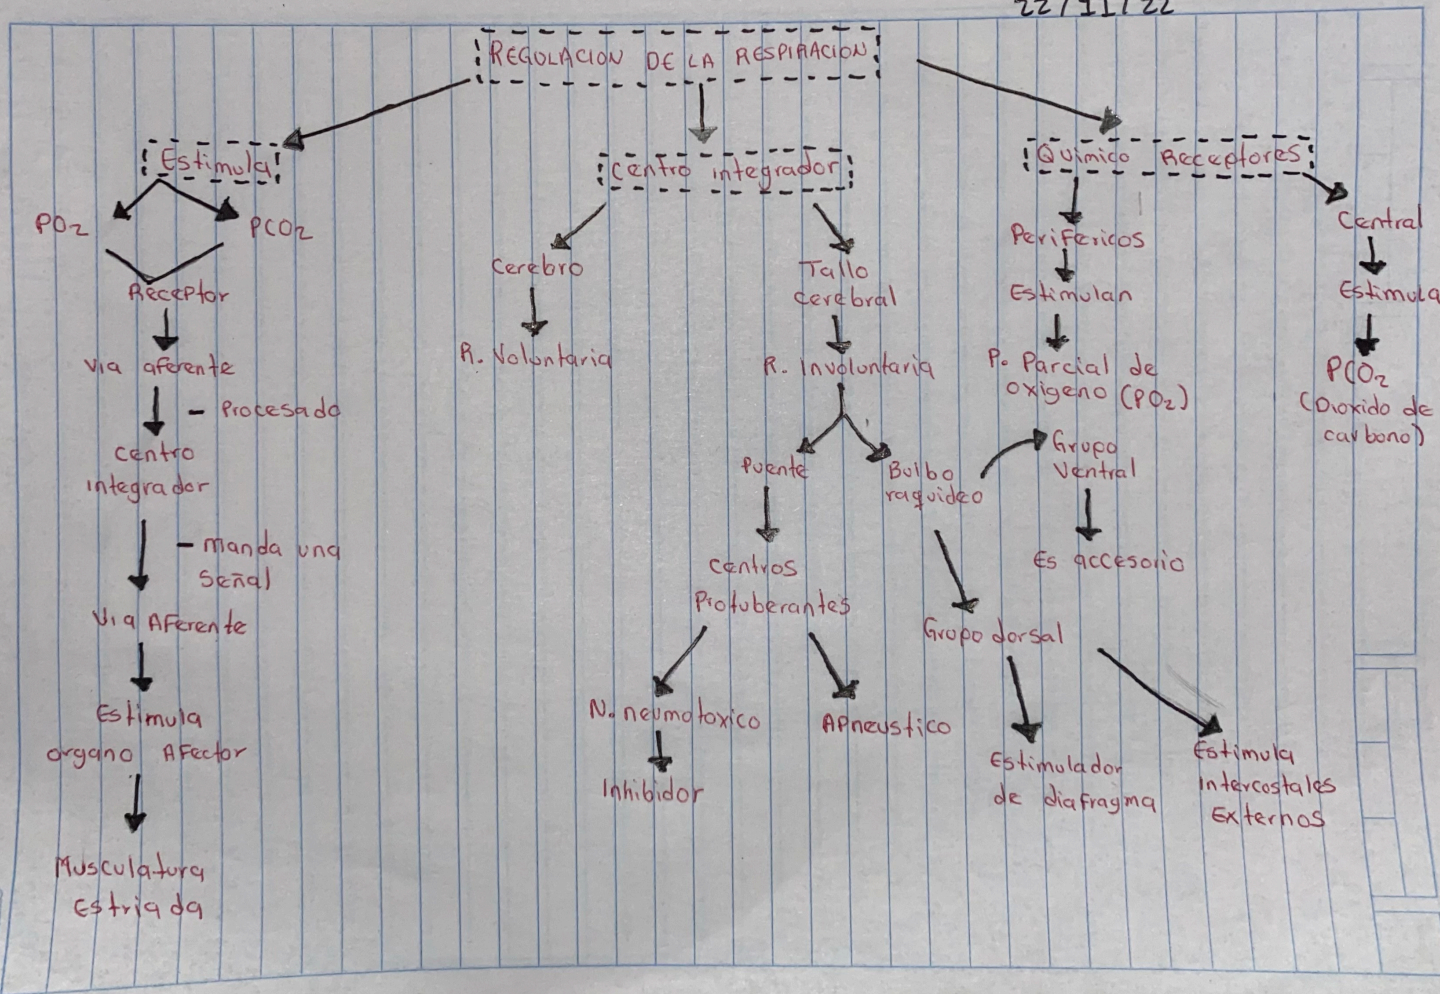 22/11/22
REGULACION DE LA RESPIRACION
Estimula
PO2
PCO2
Receptor
Via aferente
- Procesado
centro
integrador
- manda una
señal
Via AFerente
Estimula
organo AFector
Musculatura
Estriada
centro integrador
cerebro
R. Voluntaria
Tallo
cerebral
R. Involuntaria
Puente
centros
Protuberantes
N. neumotoxico
Inhibidor
APneustico
Bulbo
raquideo
Grupo
Ventral
Es accesorio
Grupo dorsal
Estimulador
de diafragma
Estimula
intercostales
Externos
Quimico Receptores
PeriFericos
Estimulan
P. Parcial de
oxigeno (PO2)
Central
Estimula
PCO2
(Dioxido de
carbono)